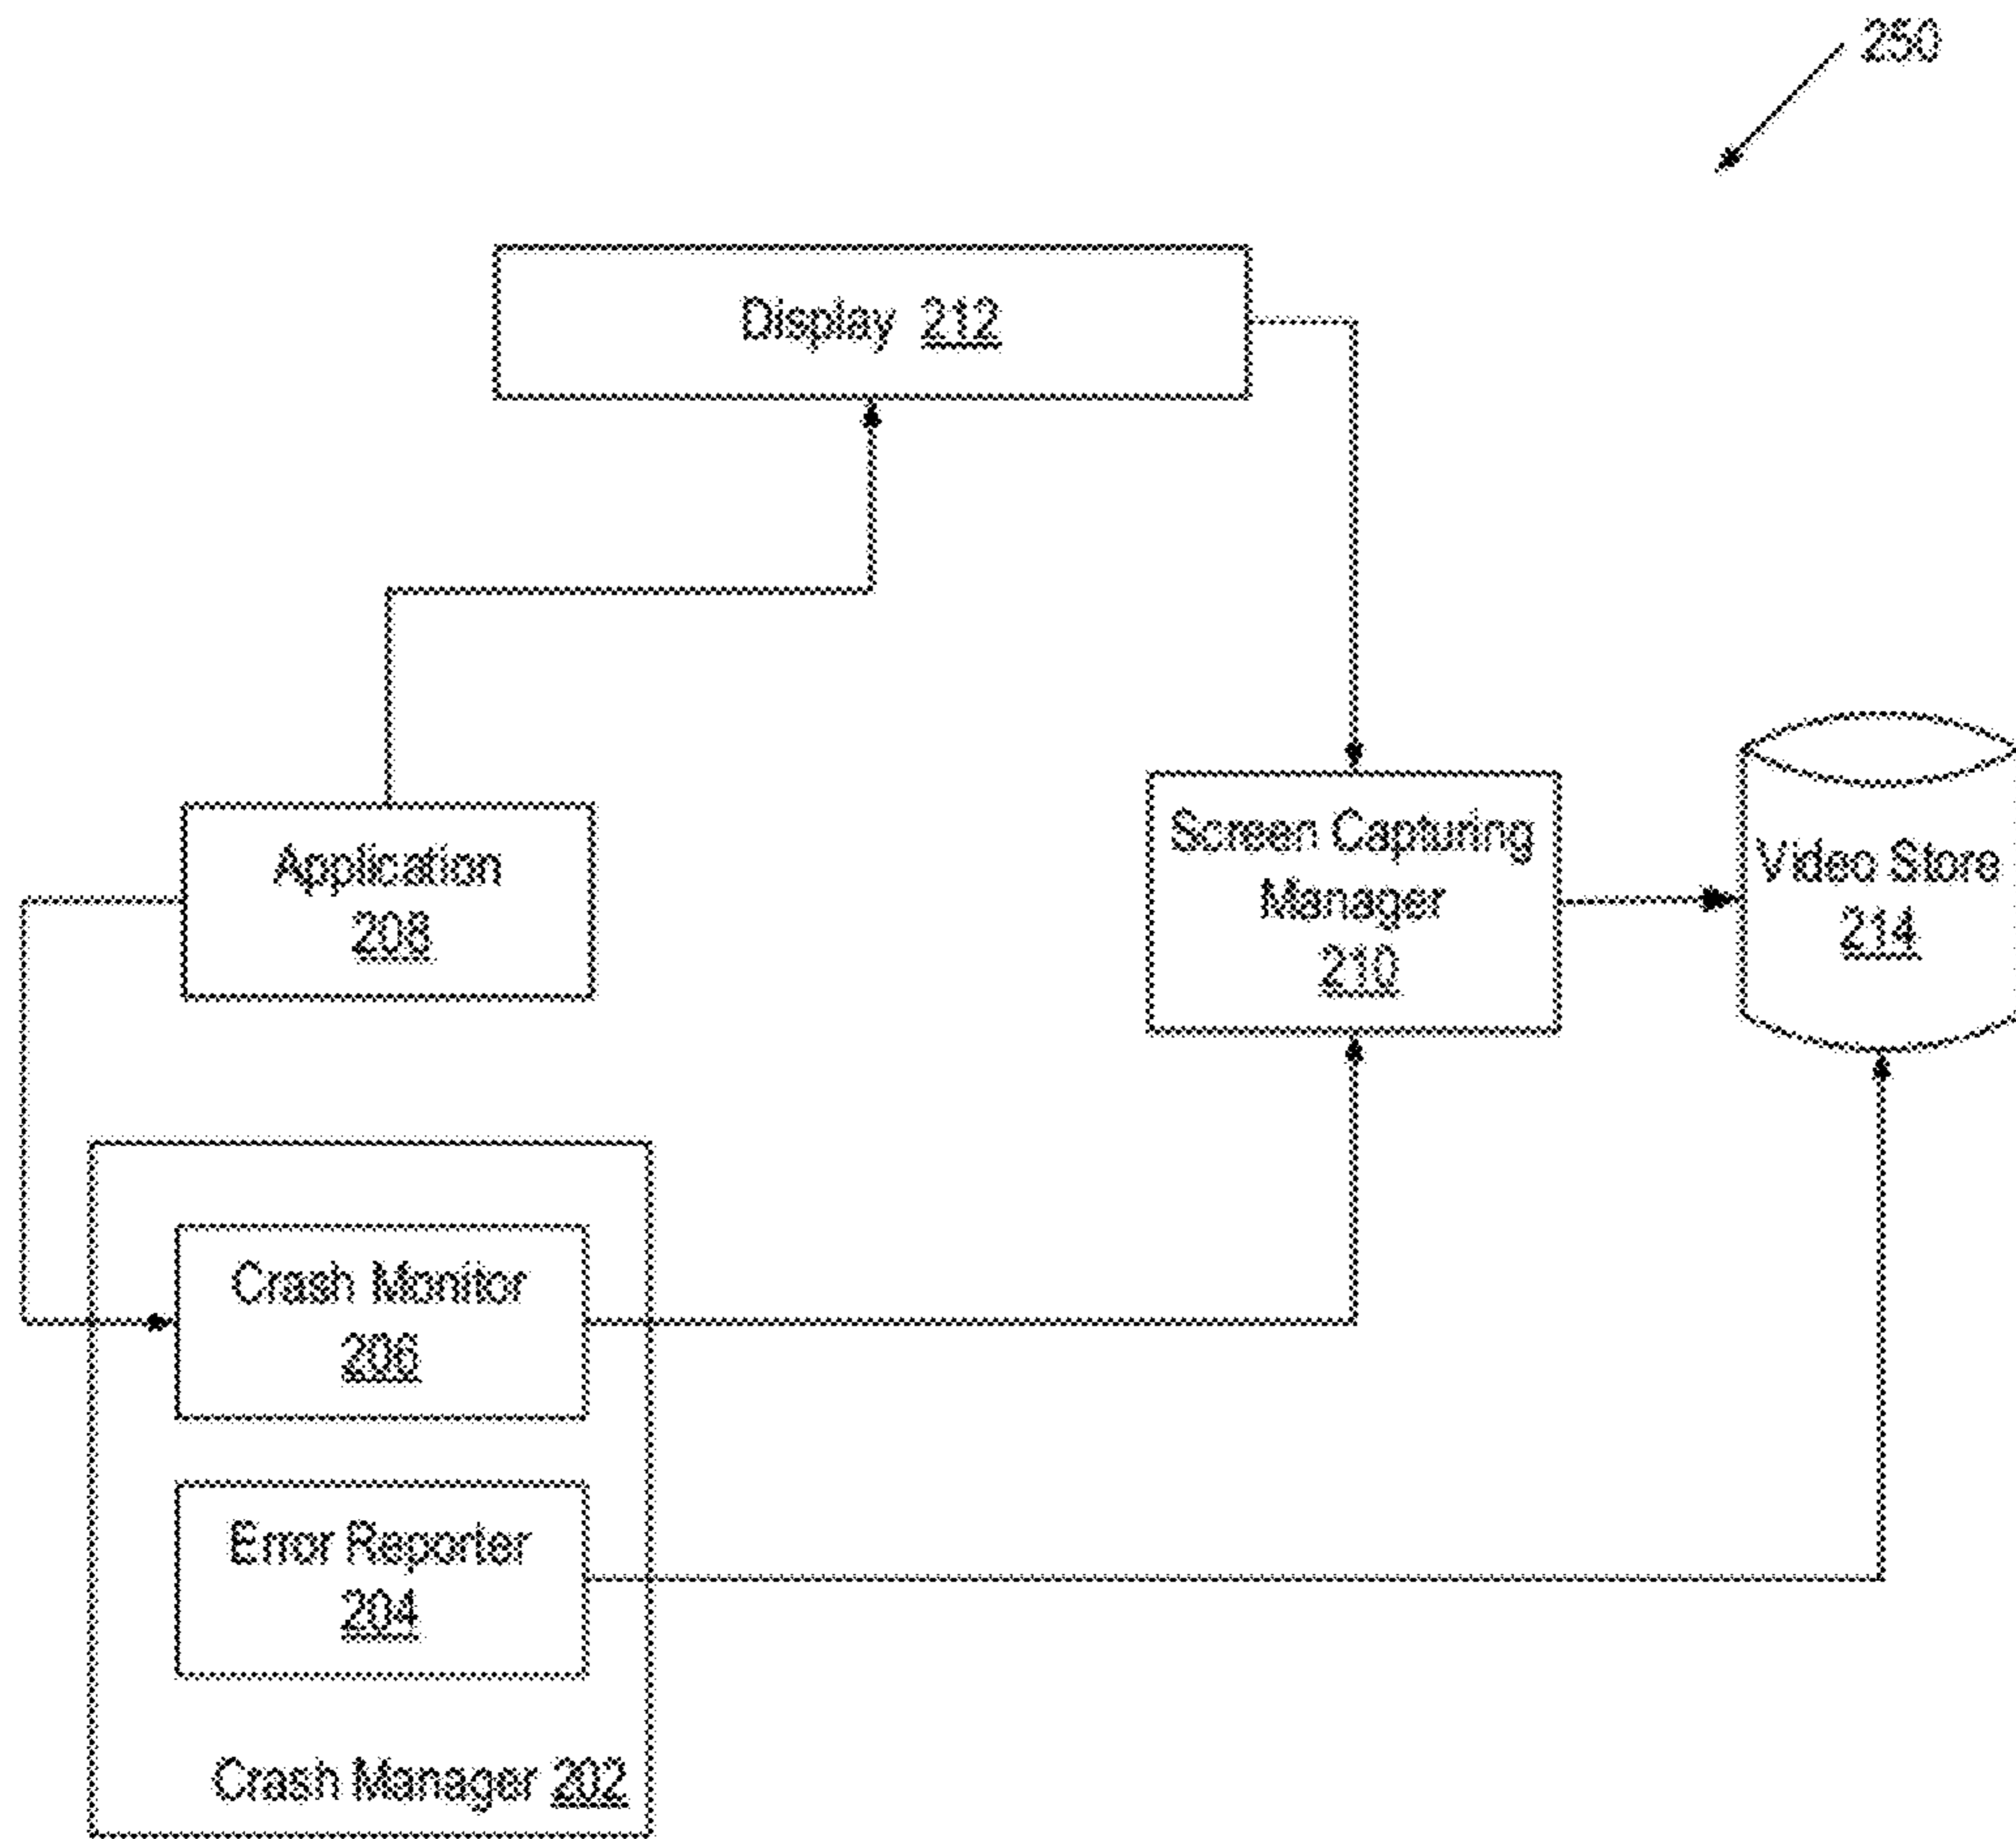 250
Display 212
Application
208
Screen Capturing
Manager
210
Video Store
214
Crash Monitor
206
Error Reporter
204
Crash Manager 202